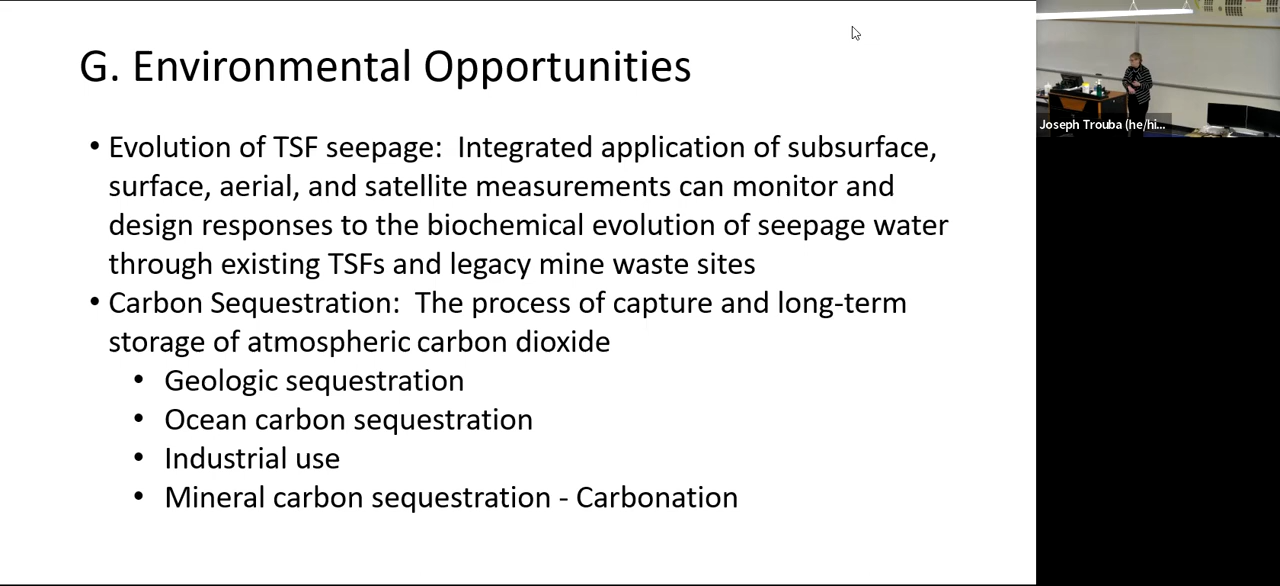 G. Environmental Opportunities
• Evolution of TSF seepage:  Integrated application of subsurface,
surface, aerial, and satellite measurements can monitor and
design responses to the biochemical evolution of seepage water
through existing TSFs and legacy mine waste sites
• Carbon Sequestration:  The process of capture and long-term
storage of atmospheric carbon dioxide
• Geologic sequestration
• Ocean carbon sequestration
• Industrial use
• Mineral carbon sequestration - Carbonation
Joseph Trouba (he/hi...